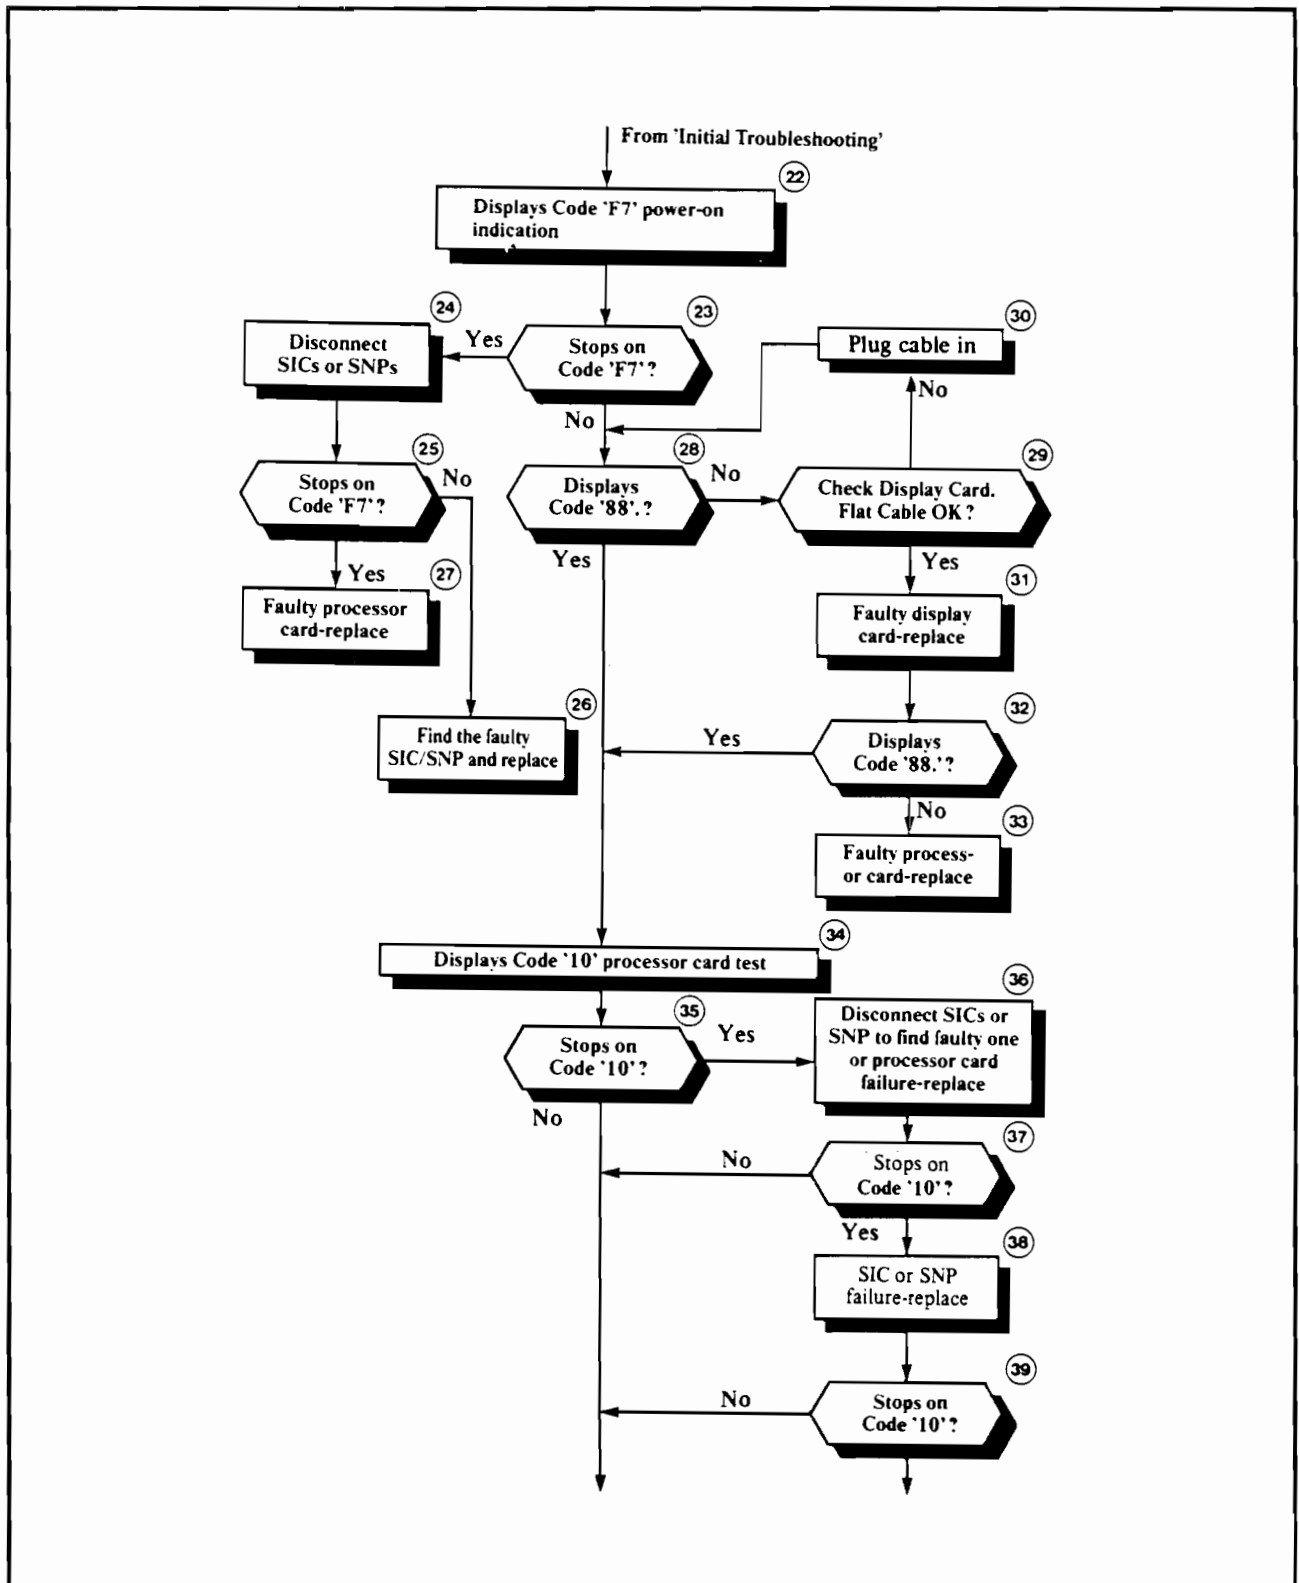 From 'Initial Troubleshooting'
22
Displays Code 'F7' power-on
indication
23
Stops on
Code 'F7'?
Yes
No
24
Disconnect
SICs or SNPs
25
Stops on
Code 'F7'?
No
Yes
27
Faulty processor
card-replace
26
Find the faulty
SIC/SNP and replace
28
Displays
Code '88'.?
No
Yes
29
Check Display Card.
Flat Cable OK?
No
30
Plug cable in
Yes
31
Faulty display
card-replace
32
Displays
Code '88.'?
Yes
No
33
Faulty process-
or card-replace
34
Displays Code '10' processor card test
35
Stops on
Code '10'?
Yes
No
36
Disconnect SICs or
SNP to find faulty one
or processor card
failure-replace
37
Stops on
Code '10'?
No
Yes
38
SIC or SNP
failure-replace
39
Stops on
Code '10'?
No